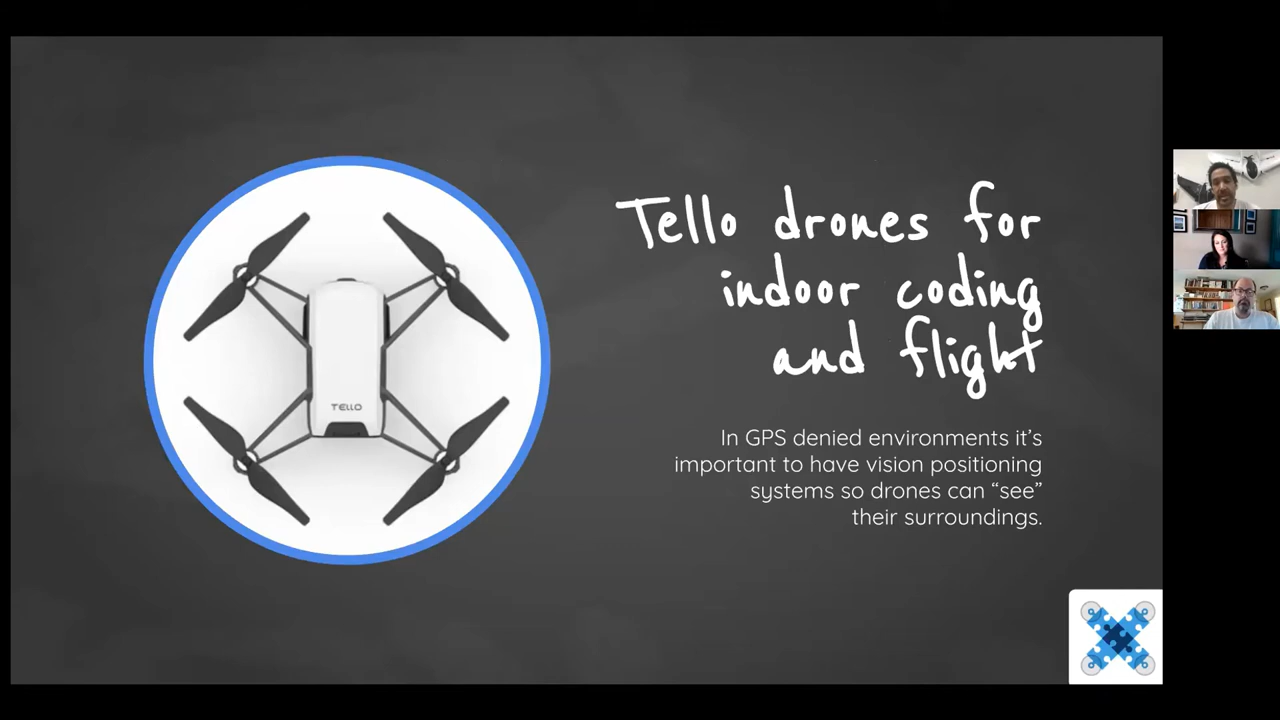 TELLO
Tello drones for
indoor coding
and flight
In GPS denied environments it’s
important to have vision positioning
systems so drones can “see”
their surroundings.